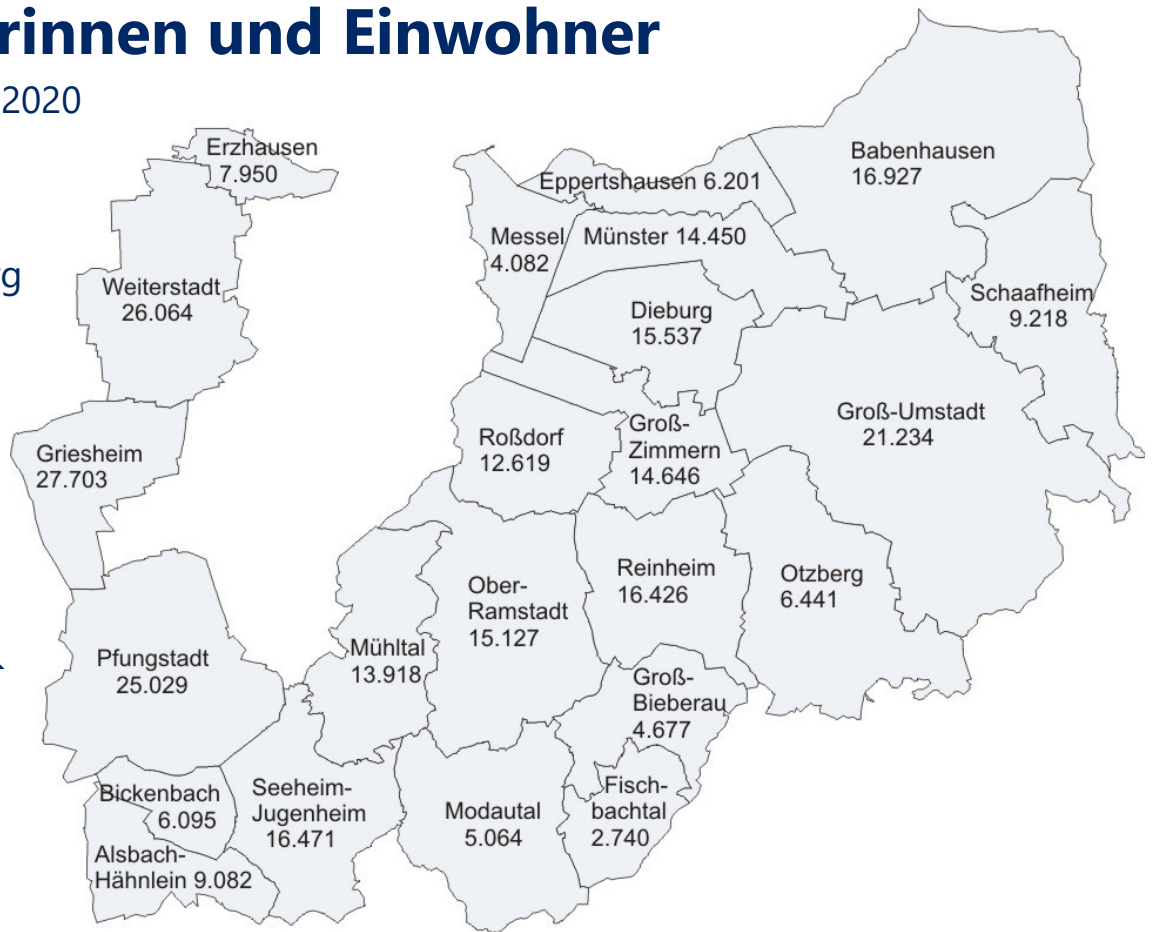 rinnen und Einwohner
2020
rg
Erzhausen
7.950
Eppertshausen 6.201
Babenhausen
16.927
Messel
4.082
Münster 14.450
Weiterstadt
26.064
Dieburg
15.537
Schaafheim
9.218
Griesheim
27.703
Roßdorf
12.619
Groß-
Zimmern
14.646
Groß-Umstadt
21.234
Ober-
Ramstadt
15.127
Reinheim
16.426
Otzberg
6.441
Pfungstadt
25.029
Mühltal
13.918
Groß-
Bieberau
4.677
Bickenbach
6.095
Seeheim-
Jugenheim
16.471
Modautal
5.064
Fisch-
bachtal
2.740
Alsbach-
Hähnlein 9.082